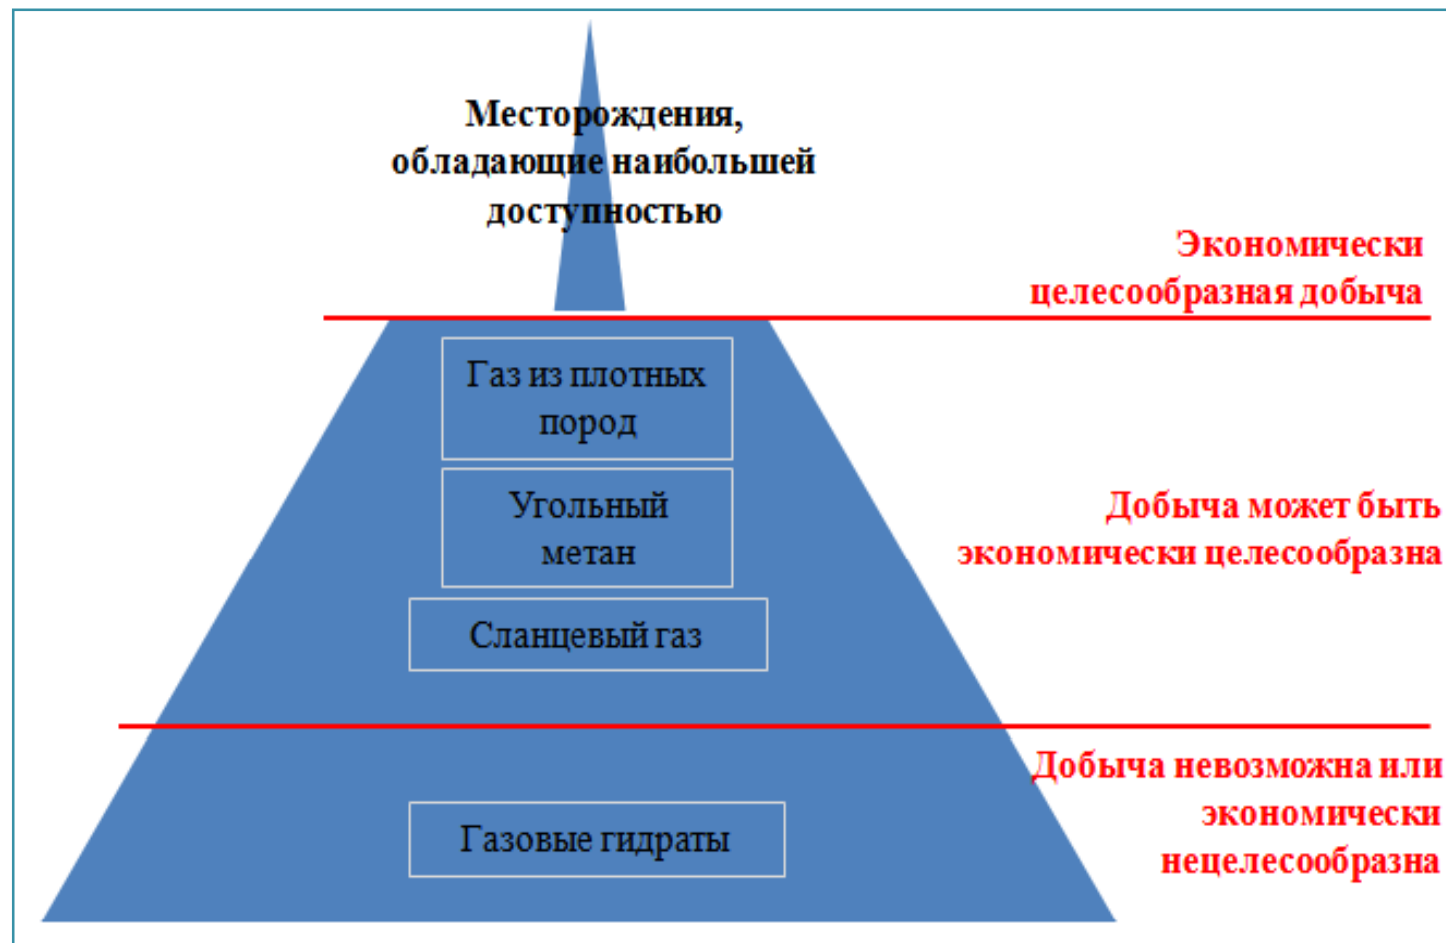 Месторождения,
обладающие наибольшей
доступностью
Экономически
целесообразная добыча
Газ из плотных
пород
Угольный
метан
Добыча может быть
экономически целесообразна
Сланцевый газ
Добыча невозможна или
экономически
нецелесообразна
Газовые гидраты